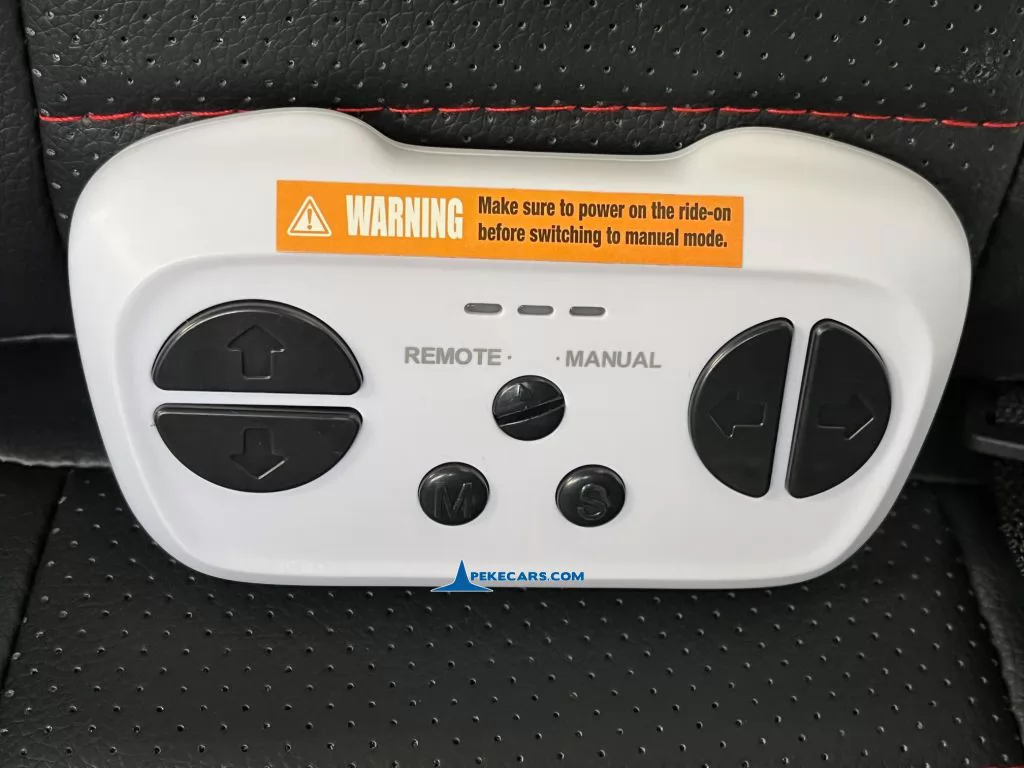 WARNING
Make sure to power on the ride-on
before switching to manual mode.
REMOTE · · MANUAL
M S
PEKECARS.COM